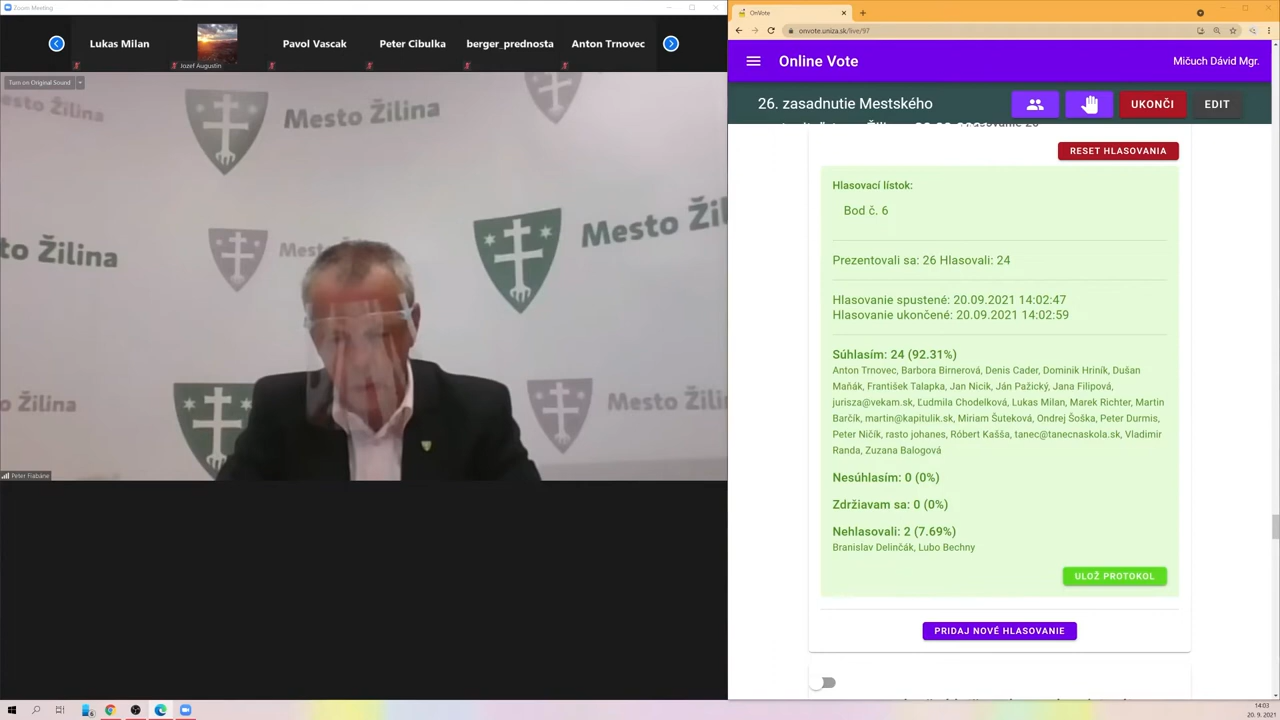 Zoom Meeting
Lukas Milan
Pavol Vascak
Peter Cibulka
berger_prednosta
Anton Trnovec
Jozef Augustin
Turn on Original Sound
Mesto Žilina
Mesto Žilina
Mesto Žilina
Peter Fiabáne
OnVote
onvote.uniza.sk/live/97
Online Vote
Mičuch Dávid Mgr.
26. zasadnutie Mestského
UKONČI
EDIT
RESET HLASOVANIA
Hlasovací lístok:
Bod č. 6
Prezentovali sa: 26 Hlasovali: 24
Hlasovanie spustené: 20.09.2021 14:02:47
Hlasovanie ukončené: 20.09.2021 14:02:59
Súhlasím: 24 (92.31%)
Anton Trnovec, Barbora Birnerová, Denis Cader, Dominik Hriník, Dušan
Maňák, František Talapka, Jan Nicik, Ján Pažický, Jana Filipová,
jurisza@vekam.sk, Ľudmila Chodelková, Lukas Milan, Marek Richter, Martin
Barčík, martin@kapitulik.sk, Miriam Šuteková, Ondrej Šoška, Peter Durmis,
Peter Ničík, rasto johanes, Róbert Kašša, tanec@tanecnaskola.sk, Vladimir
Randa, Zuzana Balogová
Nesúhlasím: 0 (0%)
Zdržiavam sa: 0 (0%)
Nehlasovali: 2 (7.69%)
Branislav Delinčák, Lubo Bechny
ULOŽ PROTOKOL
PRIDAJ NOVÉ HLASOVANIE
14:03
20. 9. 2021